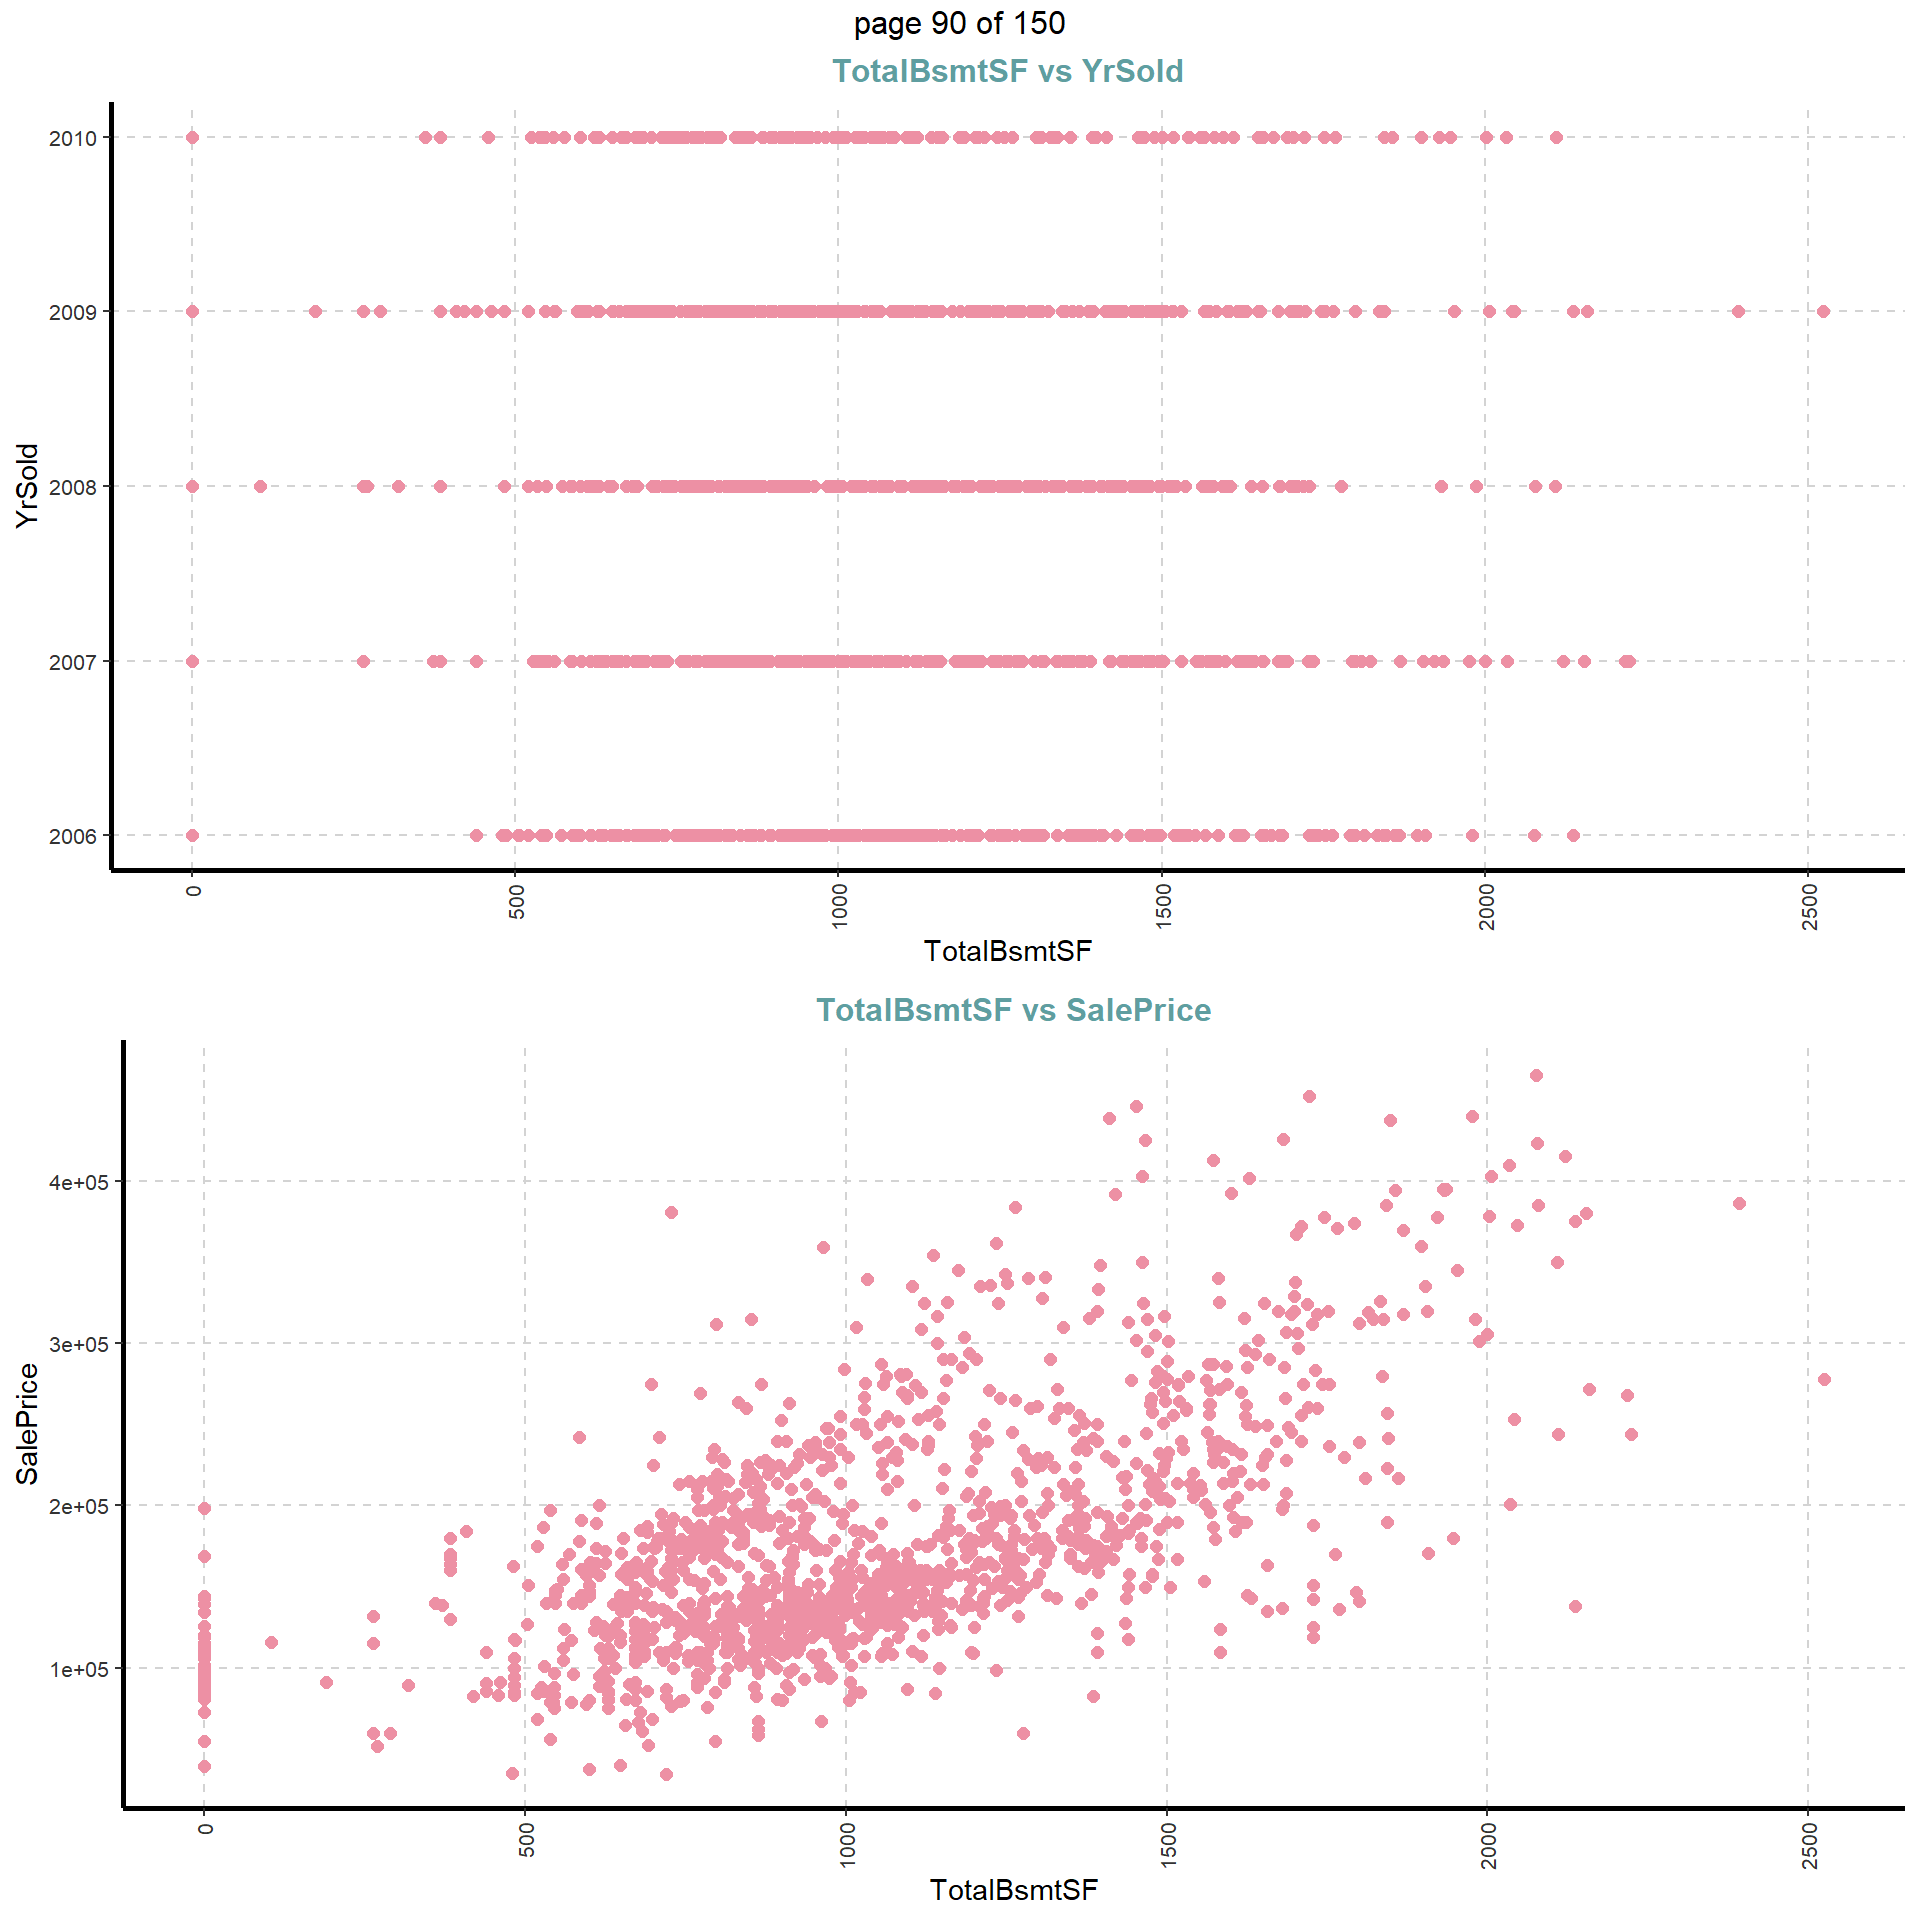 page 90 of 150
TotalBsmtSF vs YrSold
YrSold
2010
2009
2008
2007
2006
0
500
1000
1500
2000
2500
TotalBsmtSF
TotalBsmtSF vs SalePrice
SalePrice
4e+05
3e+05
2e+05
1e+05
0
500
1000
1500
2000
2500
TotalBsmtSF